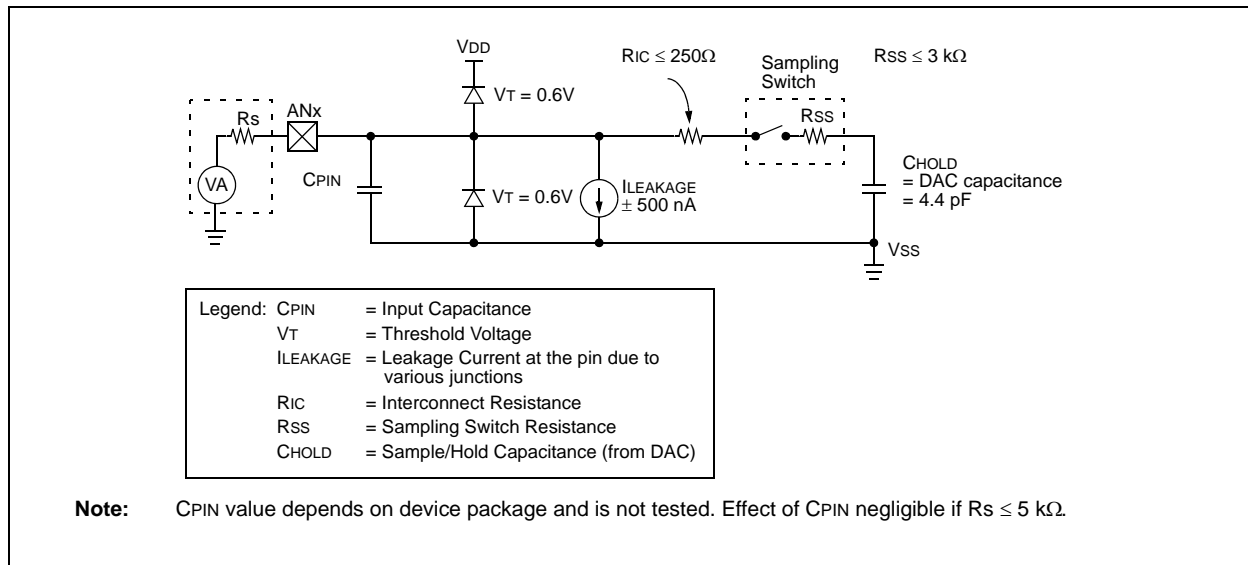 VDD
RIC ≤ 250Ω
Sampling
Switch
RSS ≤ 3 kΩ
VT = 0.6V
Rs
ANx
RSS
VA
CPIN
VT = 0.6V
ILEAKAGE
± 500 nA
CHOLD
= DAC capacitance
= 4.4 pF
VSS
Legend: CPIN = Input Capacitance
VT = Threshold Voltage
ILEAKAGE = Leakage Current at the pin due to
various junctions
RIC = Interconnect Resistance
RSS = Sampling Switch Resistance
CHOLD = Sample/Hold Capacitance (from DAC)
Note: CPIN value depends on device package and is not tested. Effect of CPIN negligible if Rs ≤ 5 kΩ.